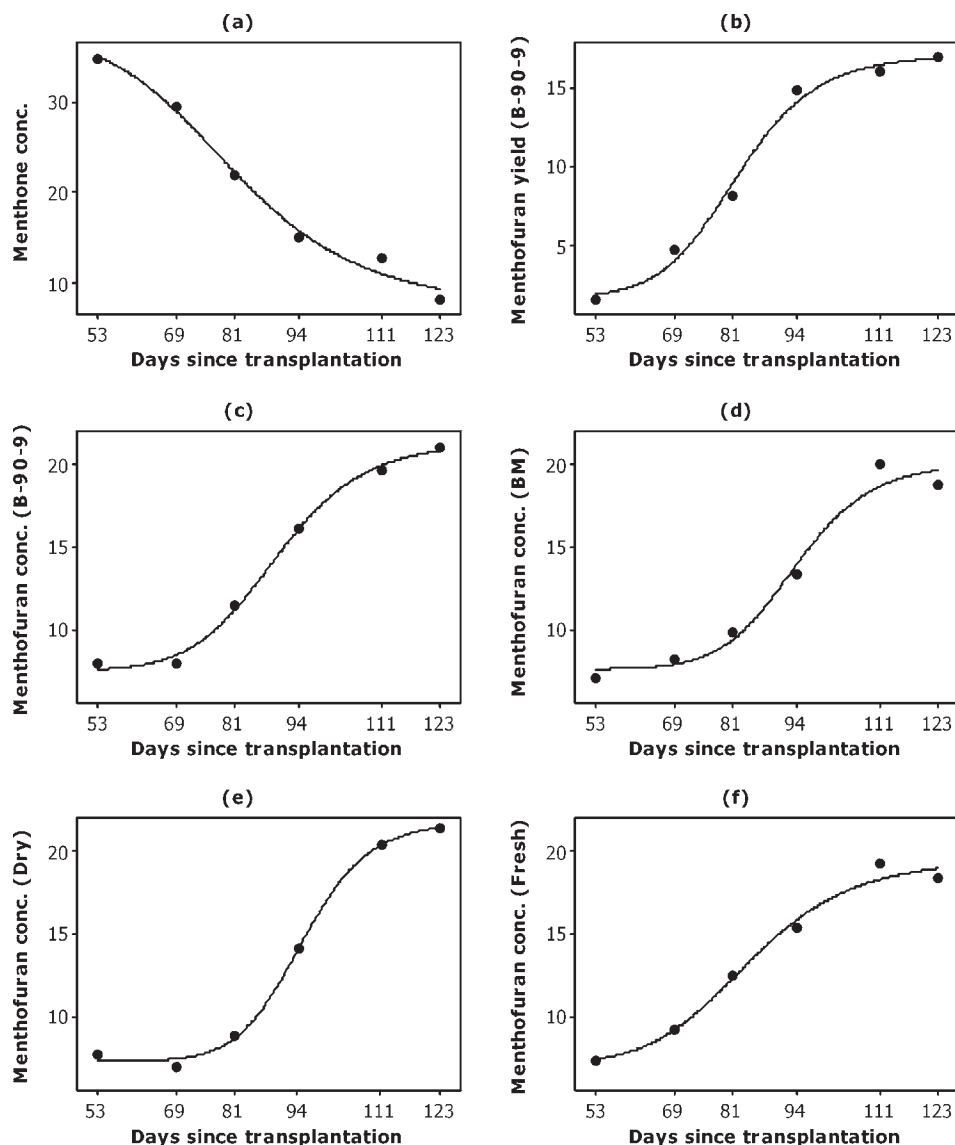 (a)
Menthone conc.
30
20
10
53 69 81 94 111 123
Days since transplantation
(b)
Menthofuran yield (B-90-9)
15
10
5
53 69 81 94 111 123
Days since transplantation
(c)
Menthofuran conc. (B-90-9)
20
15
10
53 69 81 94 111 123
Days since transplantation
(d)
Menthofuran conc. (BM)
20
15
10
53 69 81 94 111 123
Days since transplantation
(e)
Menthofuran conc. (Dry)
20
15
10
53 69 81 94 111 123
Days since transplantation
(f)
Menthofuran conc. (Fresh)
20
15
10
53 69 81 94 111 123
Days since transplantation